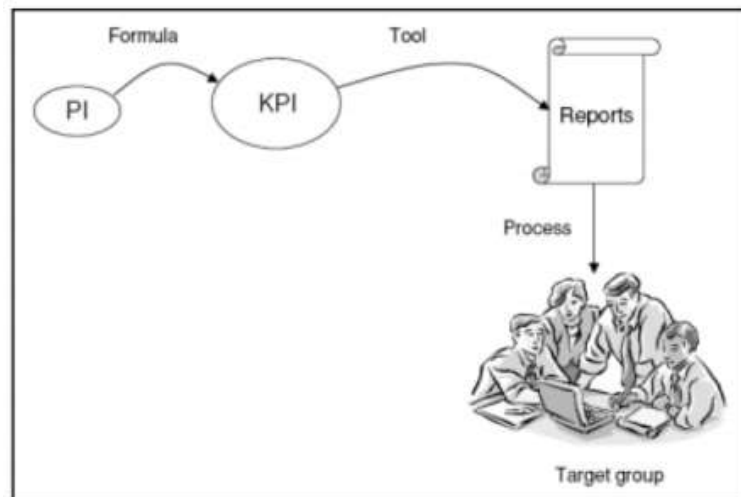 Formula
Tool
PI
KPI
Reports
Process
Target group